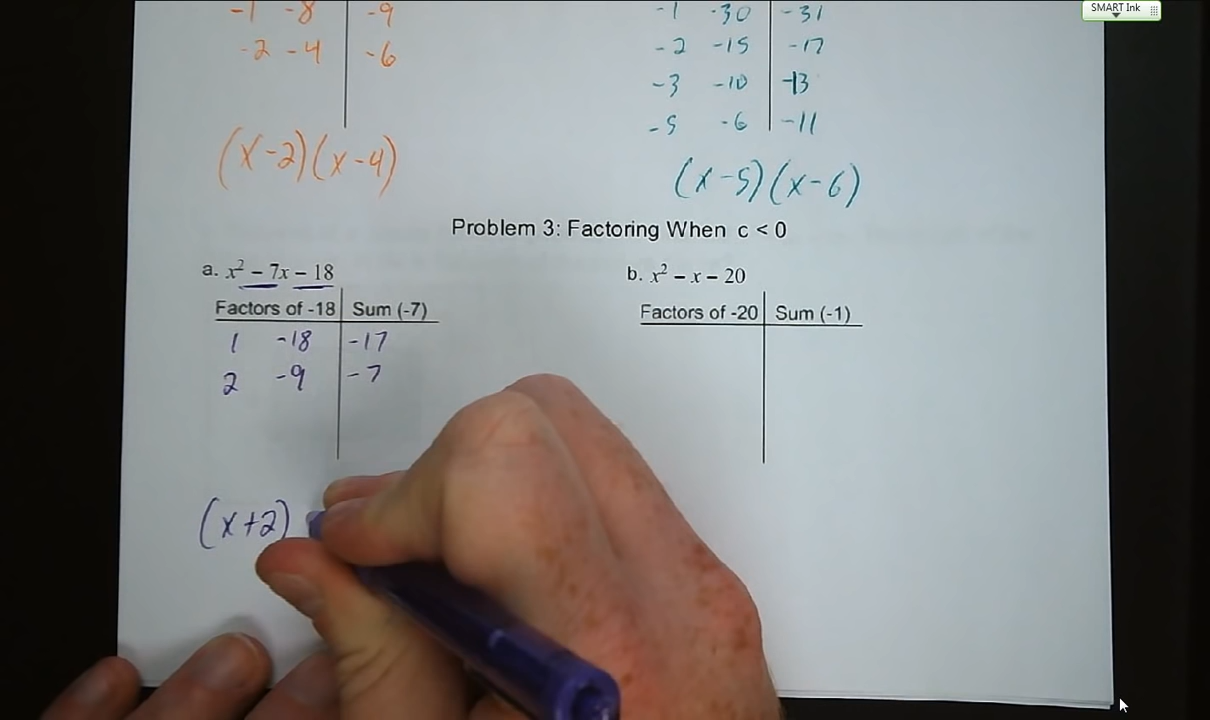 SMART Ink
-1 -8 -9
-2 -4 -6
(x-2)(x-4)
-1 -30 -31
-2 -15 -17
-3 -10 -13
-5 -6 -11
(x-5)(x-6)
Problem 3: Factoring When c < 0
a. x² – 7x – 18
Factors of -18 Sum (-7)
1 -18 -17
2 -9 -7
(x+2)
b. x² – x – 20
Factors of -20 Sum (-1)